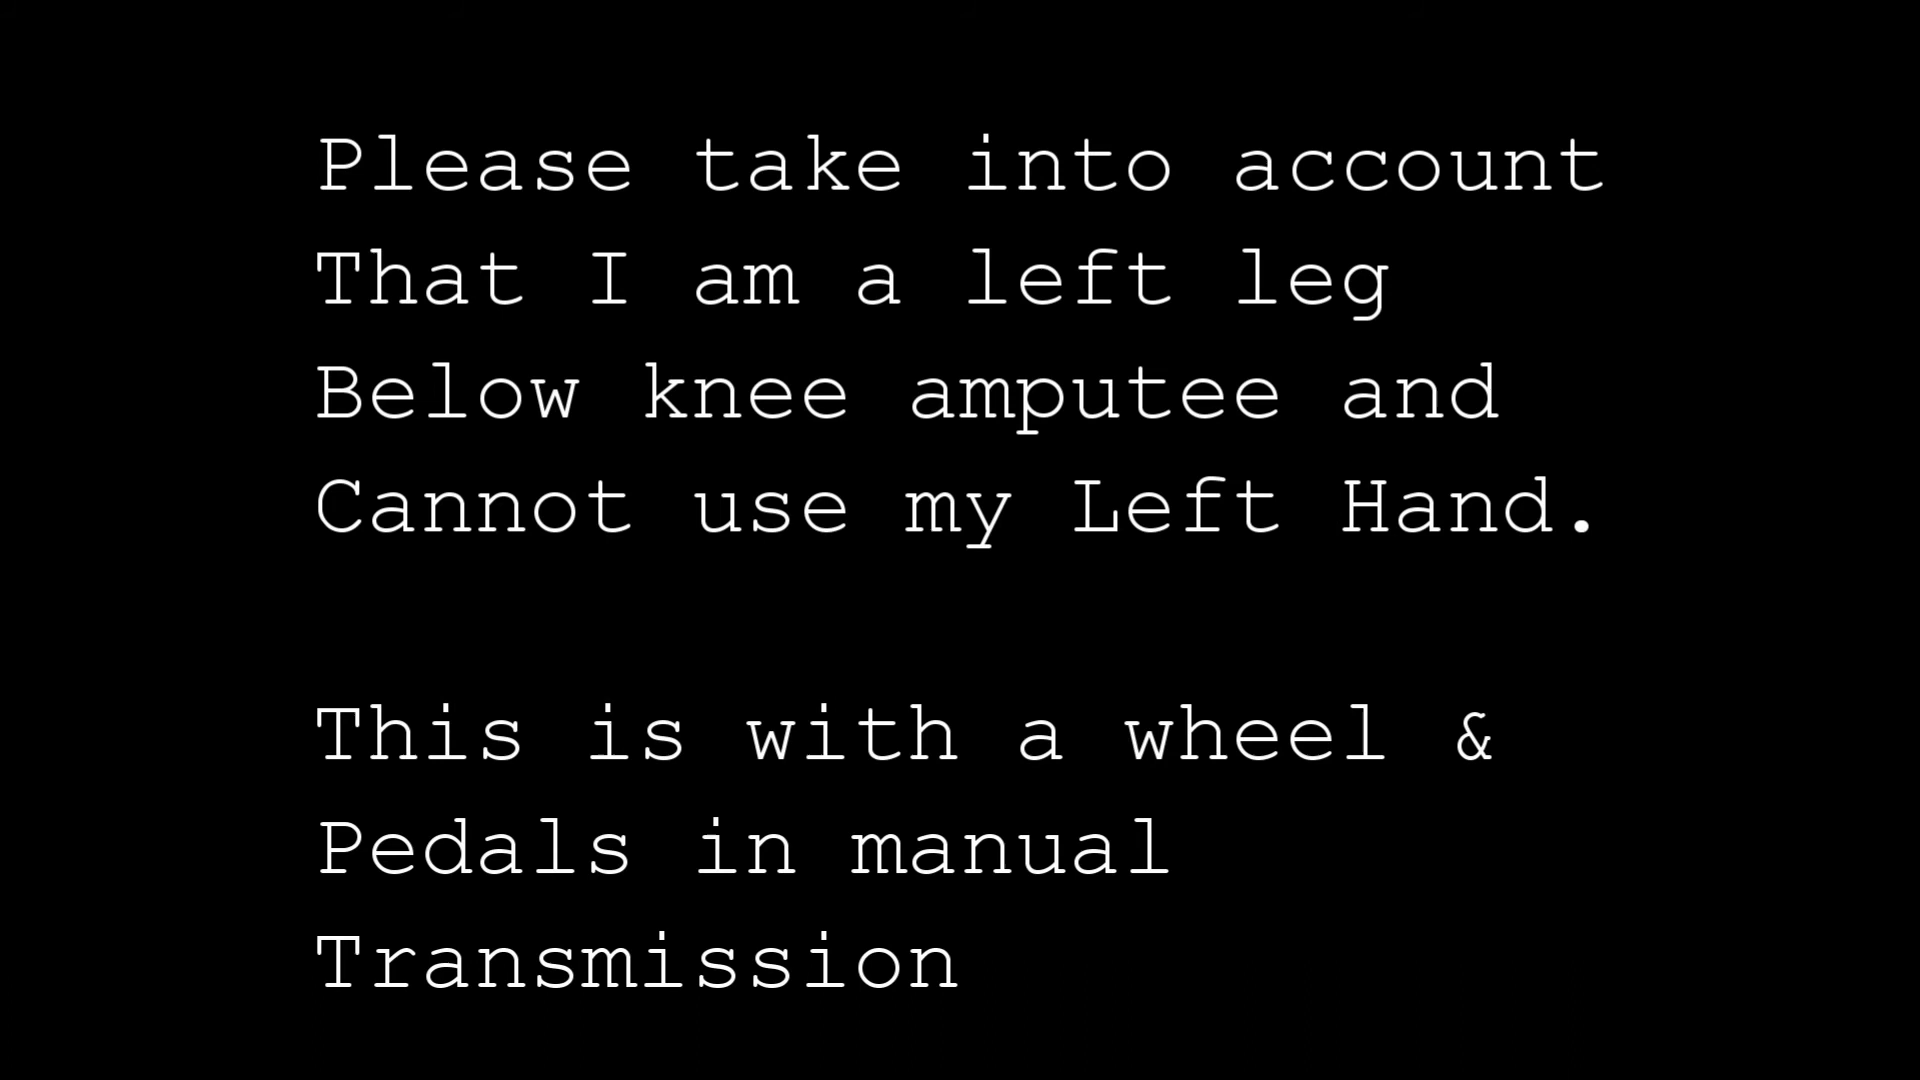 Please take into account
That I am a left leg
Below knee amputee and
Cannot use my Left Hand.
This is with a wheel &
Pedals in manual
Transmission